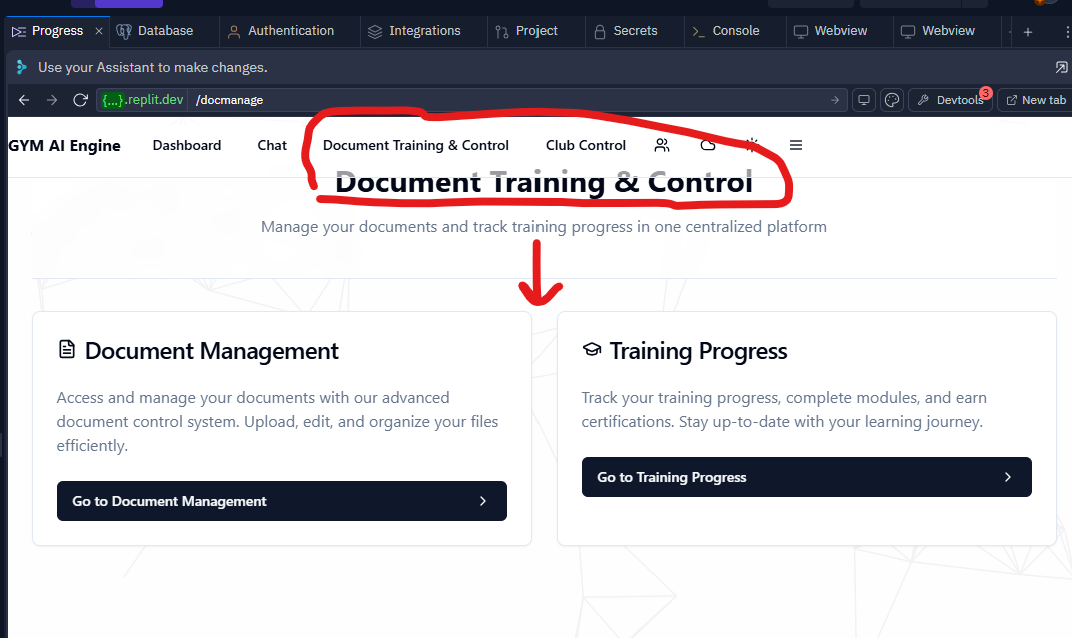 Progress × Database Authentication Integrations Project Secrets Console Webview Webview
Use your Assistant to make changes.
{...}.replit.dev /docmanage Devtools 3 New tab
GYM AI Engine Dashboard Chat Document Training & Control Club Control
Document Training & Control
Manage your documents and track training progress in one centralized platform
Document Management
Access and manage your documents with our advanced
document control system. Upload, edit, and organize your files
efficiently.
Go to Document Management
Training Progress
Track your training progress, complete modules, and earn
certifications. Stay up-to-date with your learning journey.
Go to Training Progress